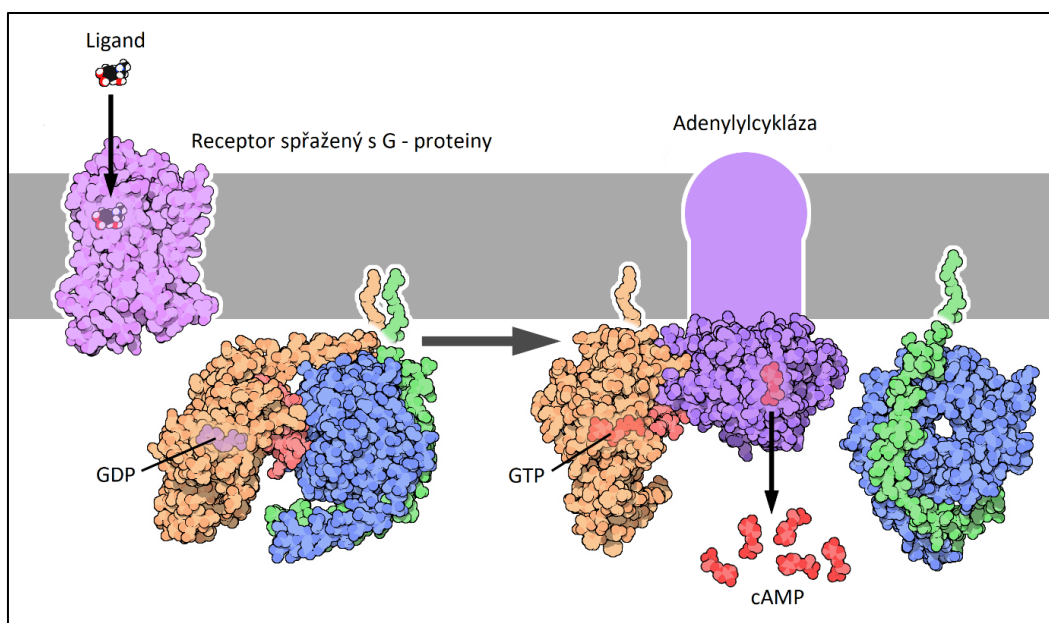 Ligand
Receptor spřažený s G - proteiny
Adenylylcykláza
GDP
GTP
cAMP